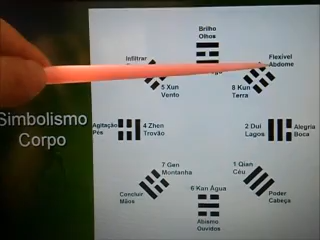 Simbolismo
Corpo
Brilho
Olhos
Infiltrar
Flexível
Abdome
5 Xun
Vento
8 Kun
Terra
Agitação
Pés
4 Zhen
Trovão
2 Dui
Lagos
Alegria
Boca
7 Gen
Montanha
1 Qian
Céu
Concluir
Mãos
6 Kan Água
Abismo
Ouvidos
Poder
Cabeça